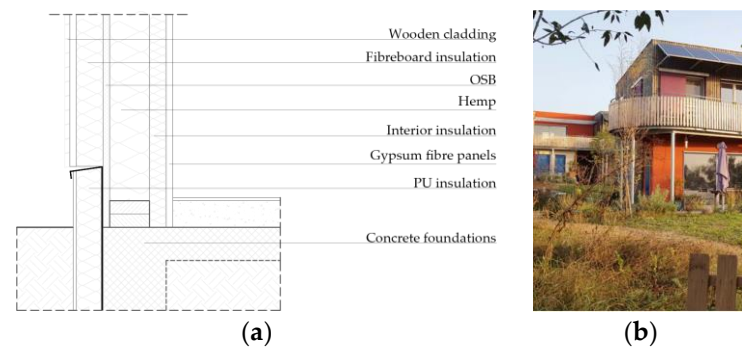 Wooden cladding
Fibreboard insulation
OSB
Hemp
Interior insulation
Gypsum fibre panels
PU insulation
Concrete foundations
(a)
(b)